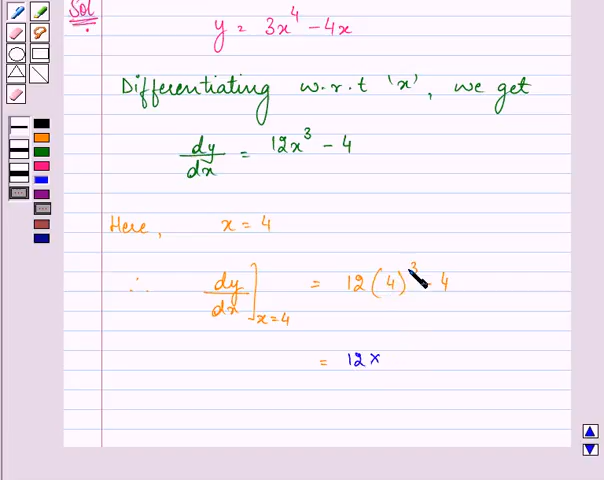 Sol
y = 3x⁴ - 4x
Differentiating w.r.t 'x', we get
dy/dx = 12x³ - 4
Here, x = 4
∴ dy/dx]ₓ₌₄ = 12(4)³ - 4
= 12×